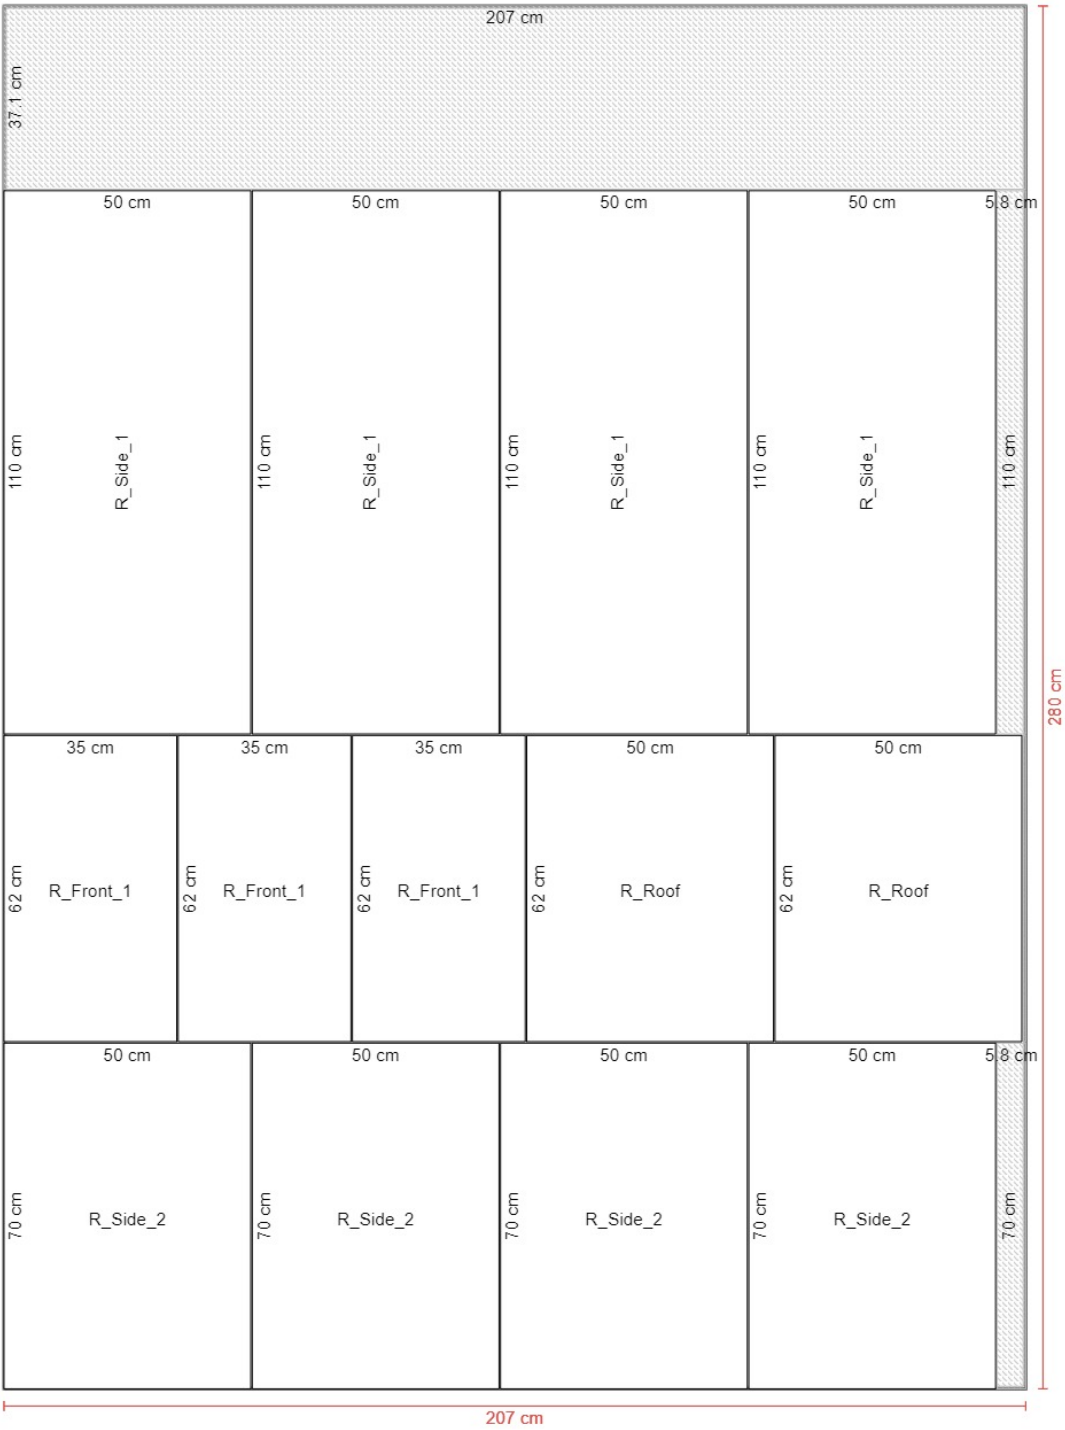 207 cm
37.1 cm
50 cm 50 cm 50 cm 50 cm 5.8 cm
110 cm R_Side_1 110 cm R_Side_1 110 cm R_Side_1 110 cm R_Side_1 110 cm
280 cm
35 cm 35 cm 35 cm 50 cm 50 cm
62 cm R_Front_1 62 cm R_Front_1 62 cm R_Front_1 62 cm R_Roof 62 cm R_Roof
50 cm 50 cm 50 cm 50 cm 5.8 cm
70 cm R_Side_2 70 cm R_Side_2 70 cm R_Side_2 70 cm R_Side_2 70 cm
207 cm